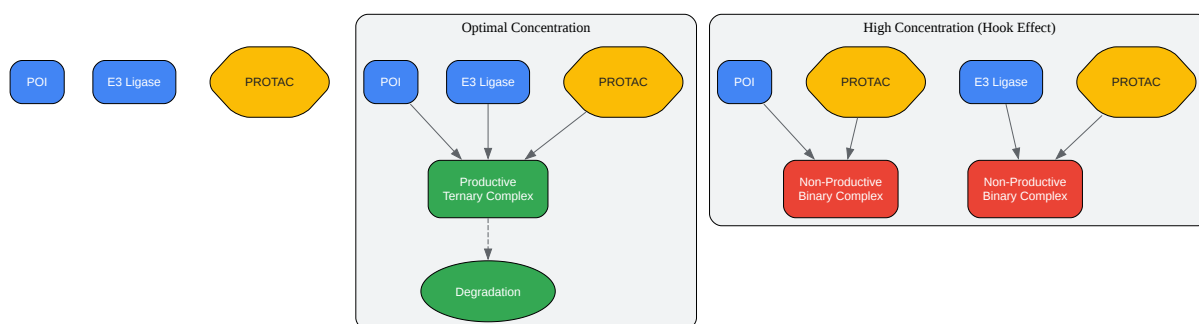 POI
E3 Ligase
PROTAC
Optimal Concentration
POI
E3 Ligase
PROTAC
Productive
Ternary Complex
Degradation
High Concentration (Hook Effect)
POI
PROTAC
E3 Ligase
PROTAC
Non-Productive
Binary Complex
Non-Productive
Binary Complex